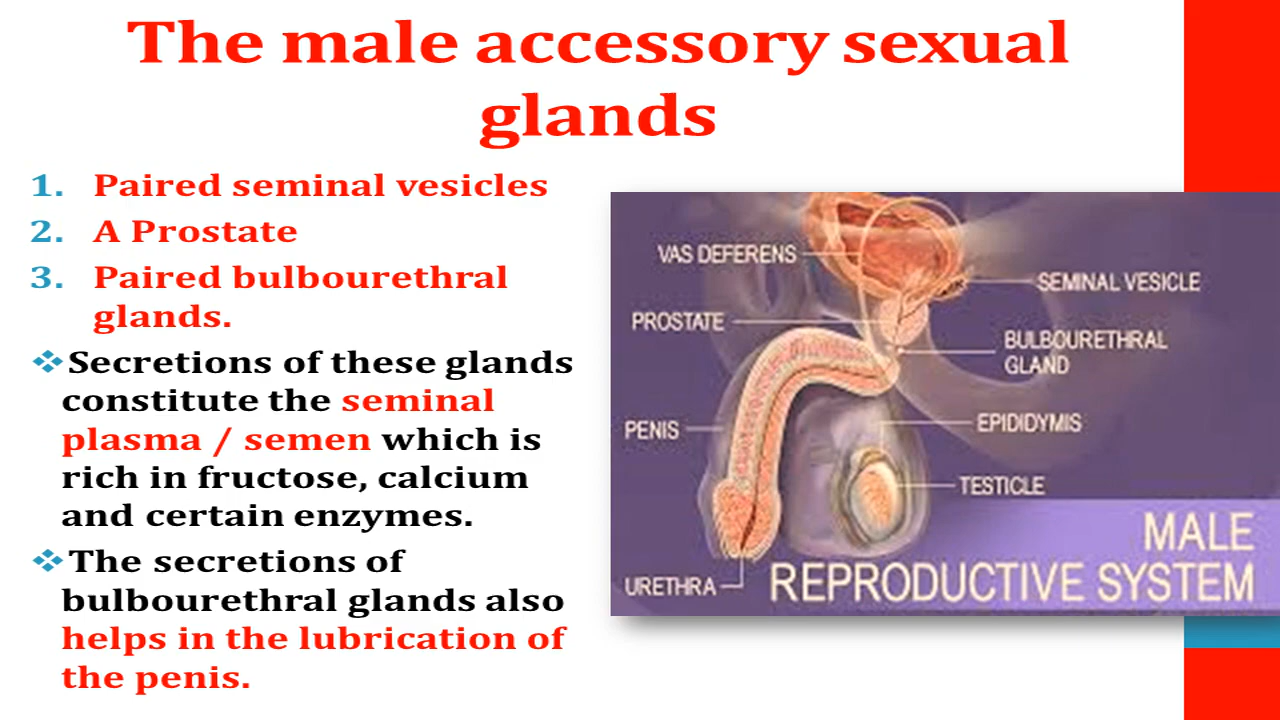 The male accessory sexual
glands
1. Paired seminal vesicles
2. A Prostate
3. Paired bulbourethral
glands.
❖Secretions of these glands
constitute the seminal
plasma / semen which is
rich in fructose, calcium
and certain enzymes.
❖The secretions of
bulbourethral glands also
helps in the lubrication of
the penis.
VAS DEFERENS
SEMINAL VESICLE
PROSTATE
BULBOURETHRAL
GLAND
PENIS
EPIDIDYMIS
TESTICLE
URETHRA
MALE
REPRODUCTIVE SYSTEM